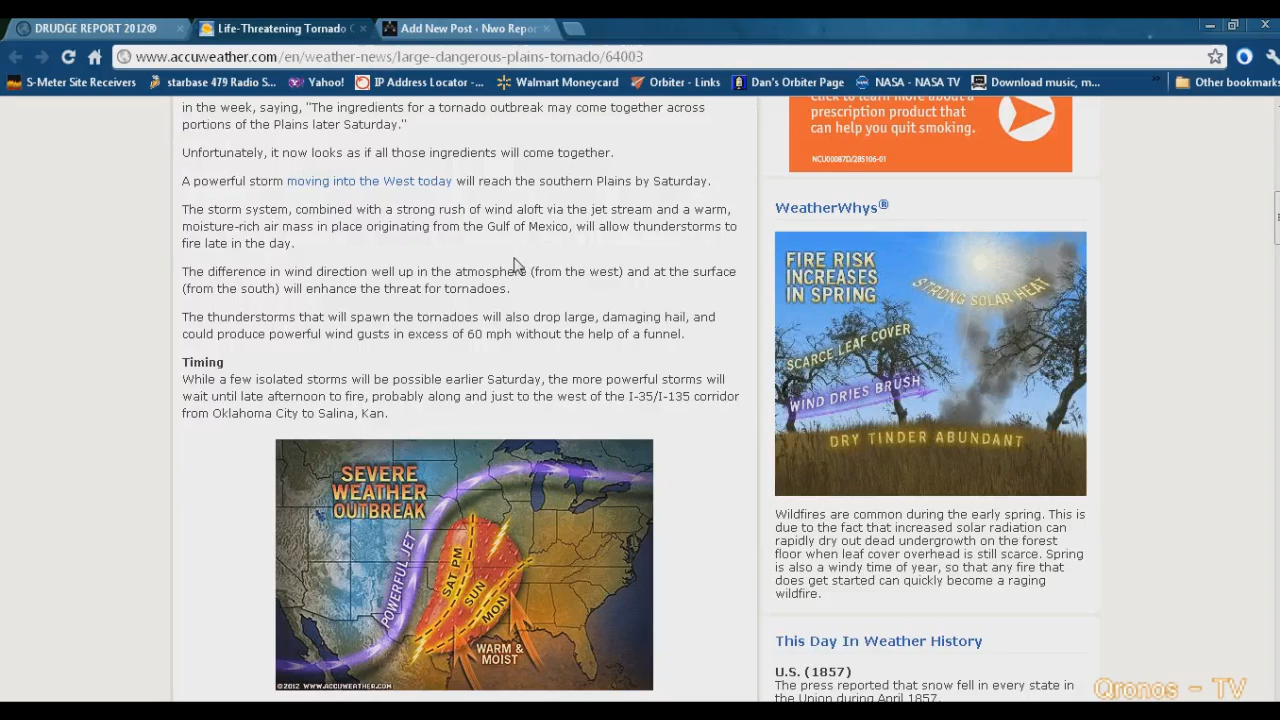 DRUDGE REPORT 2012®
Life-Threatening Tornado
Add New Post ‹ Nwo Repo
www.accuweather.com/en/weather-news/large-dangerous-plains-tornado/64003
S-Meter Site Receivers
starbase 479 Radio S...
Yahoo!
IP Address Locator -...
Walmart Moneycard
Orbiter - Links
Dan's Orbiter Page
NASA - NASA TV
Download music, m...
Other bookmarks
in the week, saying, "The ingredients for a tornado outbreak may come together across
portions of the Plains later Saturday."
Unfortunately, it now looks as if all those ingredients will come together.
A powerful storm moving into the West today will reach the southern Plains by Saturday.
The storm system, combined with a strong rush of wind aloft via the jet stream and a warm,
moisture-rich air mass in place originating from the Gulf of Mexico, will allow thunderstorms to
fire late in the day.
The difference in wind direction well up in the atmosphere (from the west) and at the surface
(from the south) will enhance the threat for tornadoes.
The thunderstorms that will spawn the tornadoes will also drop large, damaging hail, and
could produce powerful wind gusts in excess of 60 mph without the help of a funnel.
Timing
While a few isolated storms will be possible earlier Saturday, the more powerful storms will
wait until late afternoon to fire, probably along and just to the west of the I-35/I-135 corridor
from Oklahoma City to Salina, Kan.
SEVERE
WEATHER
OUTBREAK
POWERFUL JET
SAT PM
SUN
MON
WARM &
MOIST
©2012 WWW.ACCUWEATHER.COM
click to learn more about a
prescription product that
can help you quit smoking.
NCU00087D/285106-01
WeatherWhys®
FIRE RISK
INCREASES
IN SPRING
STRONG SOLAR HEAT
SCARCE LEAF COVER
WIND DRIES BRUSH
DRY TINDER ABUNDANT
Wildfires are common during the early spring. This is
due to the fact that increased solar radiation can
rapidly dry out dead undergrowth on the forest
floor when leaf cover overhead is still scarce. Spring
is also a windy time of year, so that any fire that
does get started can quickly become a raging
wildfire.
This Day In Weather History
U.S. (1857)
The press reported that snow fell in every state in
the Union during April 1857.
Qronos - TV